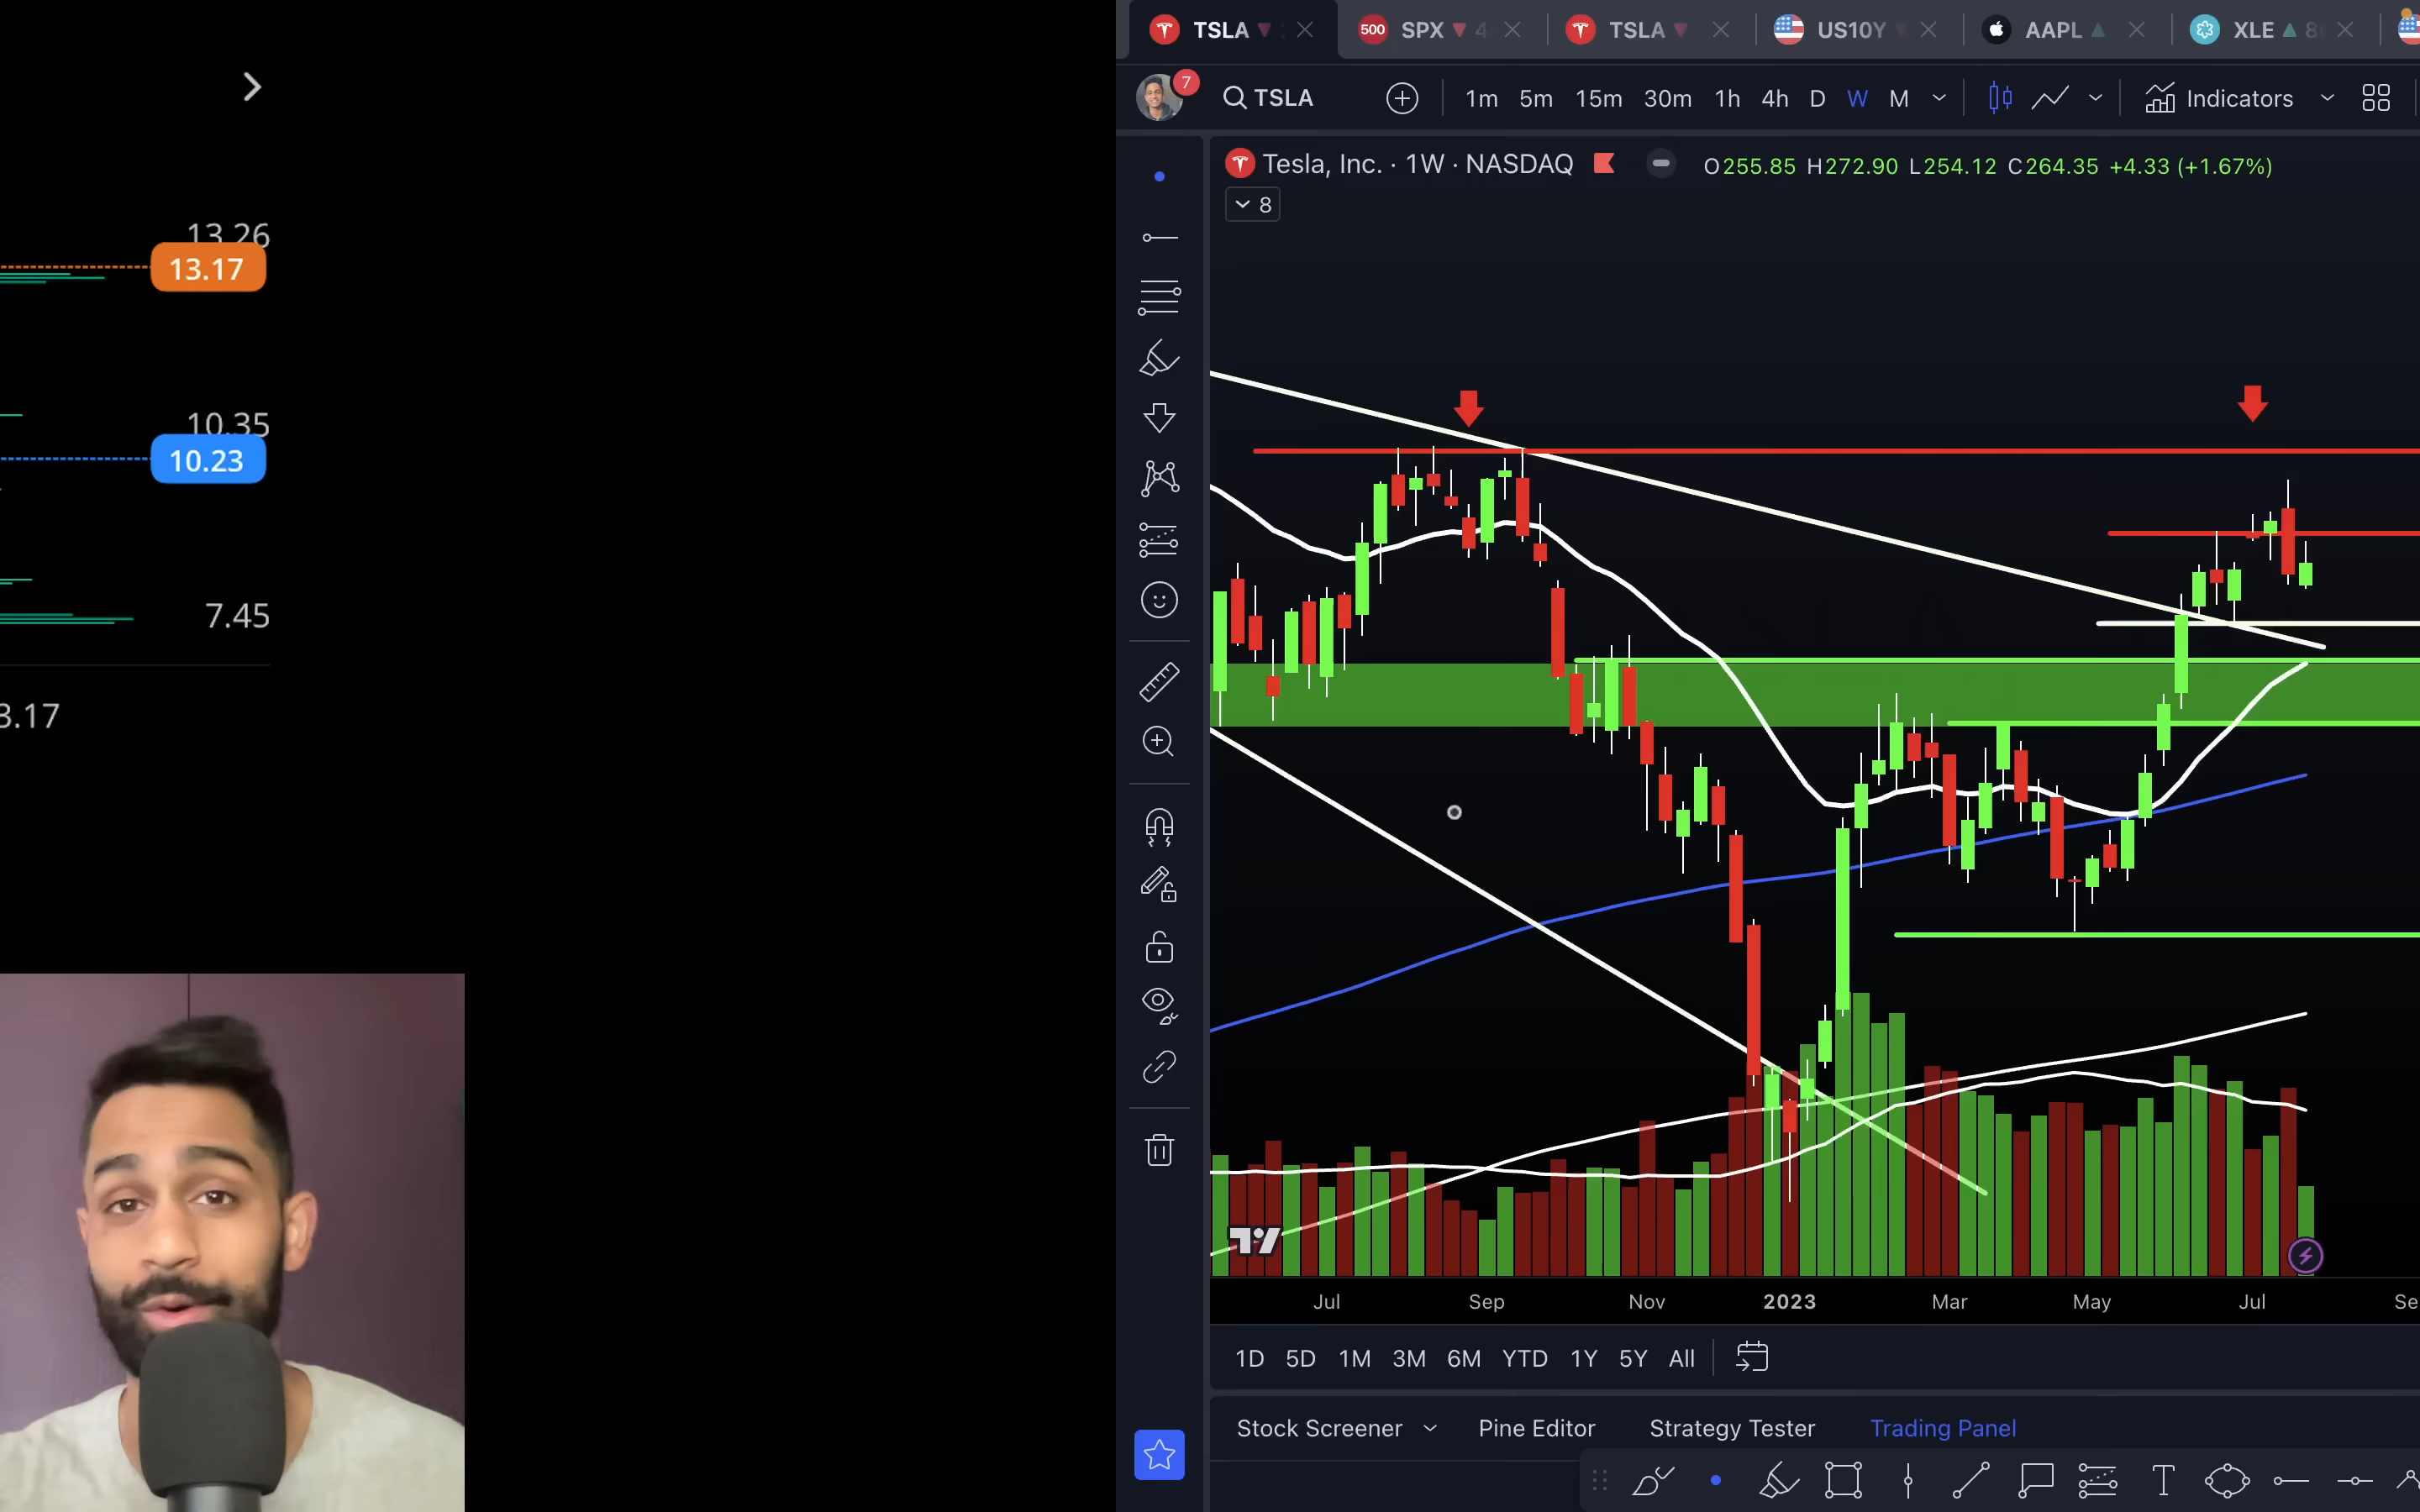 13.26
13.17
10.35
10.23
7.45
3.17
TSLA
500 SPX 4
TSLA
US10Y
AAPL
XLE 8
7
TSLA
1m 5m 15m 30m 1h 4h D W M
Indicators
Tesla, Inc. · 1W · NASDAQ
O255.85 H272.90 L254.12 C264.35 +4.33 (+1.67%)
8
Jul Sep Nov 2023 Mar May Jul Se
1D 5D 1M 3M 6M YTD 1Y 5Y All
Stock Screener Pine Editor Strategy Tester Trading Panel
T